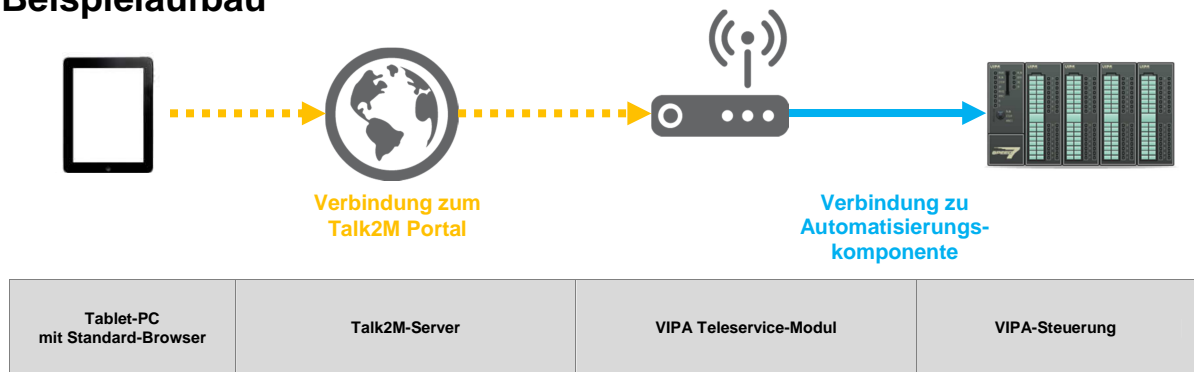 Beispielaufbau
Verbindung zum
Talk2M Portal
Verbindung zu
Automatisierungs-
komponente
Tablet-PC
mit Standard-Browser
Talk2M-Server
VIPA Teleservice-Modul
VIPA-Steuerung